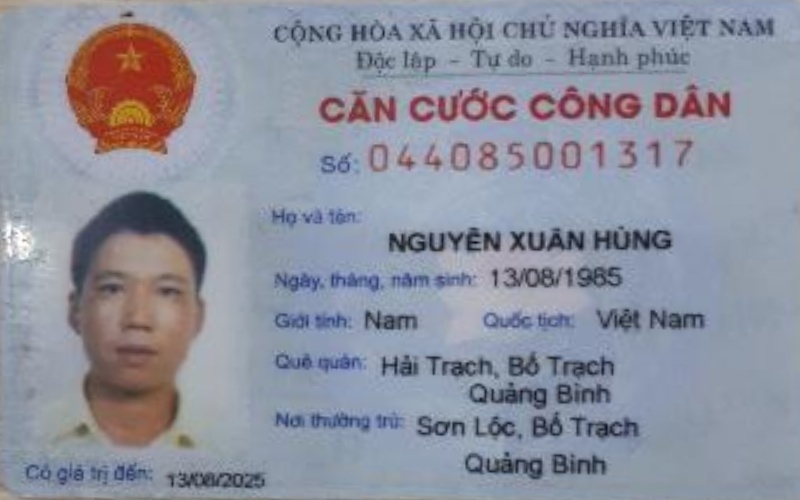 CỘNG HÒA XÃ HỘI CHỦ NGHĨA VIỆT NAM
Độc lập - Tự do - Hạnh phúc
CĂN CƯỚC CÔNG DÂN
Số: 044085001317
Họ và tên:
NGUYỄN XUÂN HÙNG
Ngày, tháng, năm sinh: 13/08/1985
Giới tính: Nam Quốc tịch: Việt Nam
Quê quán: Hải Trạch, Bố Trạch
Quảng Bình
Nơi thường trú: Sơn Lộc, Bố Trạch
Quảng Bình
Có giá trị đến: 13/08/2025